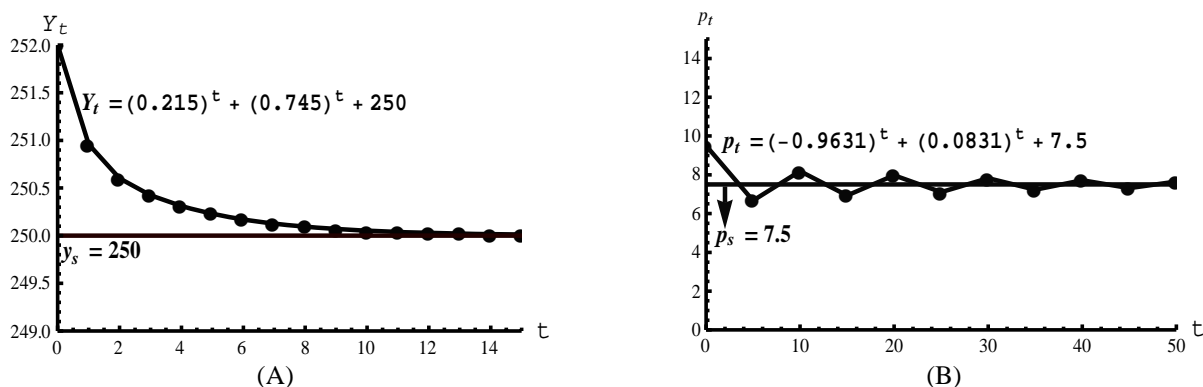 Y_t
252.0
251.5
251.0
250.5
250.0
249.5
249.0
0 2 4 6 8 10 12 14
t
Y_t = (0.215)^t + (0.745)^t + 250
y_s = 250
(A)
p_t
14
12
10
8
6
4
2
0
0 10 20 30 40 50
t
p_t = (-0.9631)^t + (0.0831)^t + 7.5
p_s = 7.5
(B)